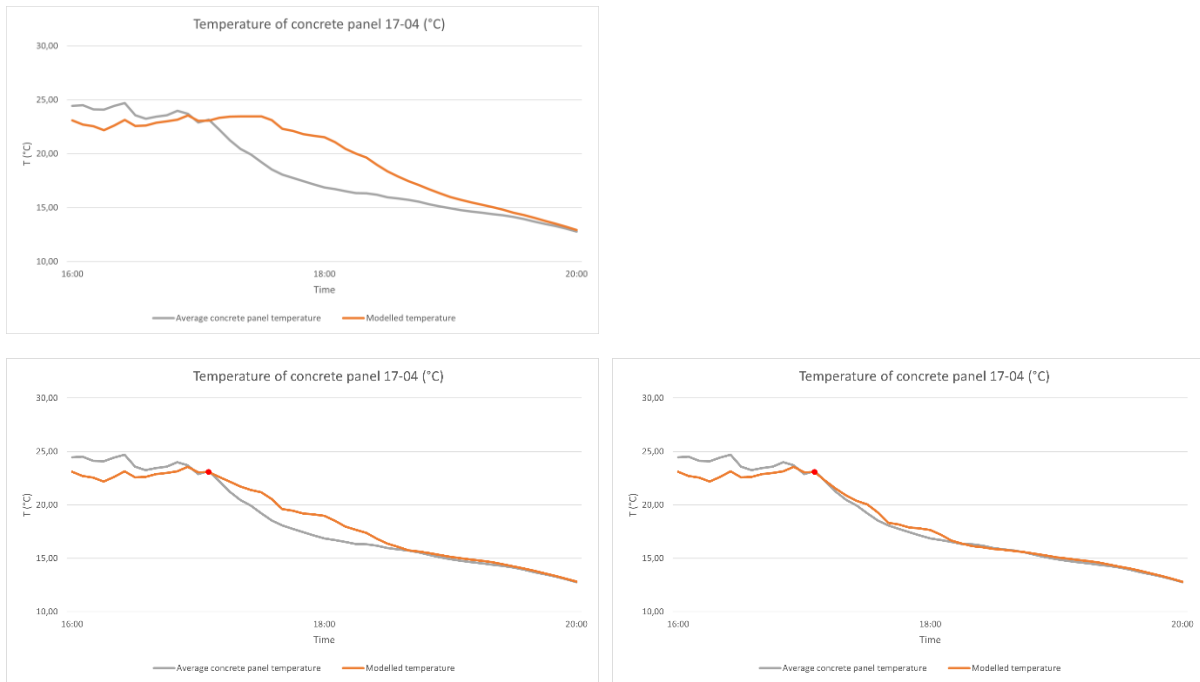 Temperature of concrete panel 17-04 (°C)
30,00
25,00
20,00
15,00
10,00
T (°C)
16:00 18:00 20:00
Time
Average concrete panel temperature Modelled temperature
Temperature of concrete panel 17-04 (°C)
30,00
25,00
20,00
15,00
10,00
T (°C)
16:00 18:00 20:00
Time
Average concrete panel temperature Modelled temperature
Temperature of concrete panel 17-04 (°C)
30,00
25,00
20,00
15,00
10,00
T (°C)
16:00 18:00 20:00
Time
Average concrete panel temperature Modelled temperature